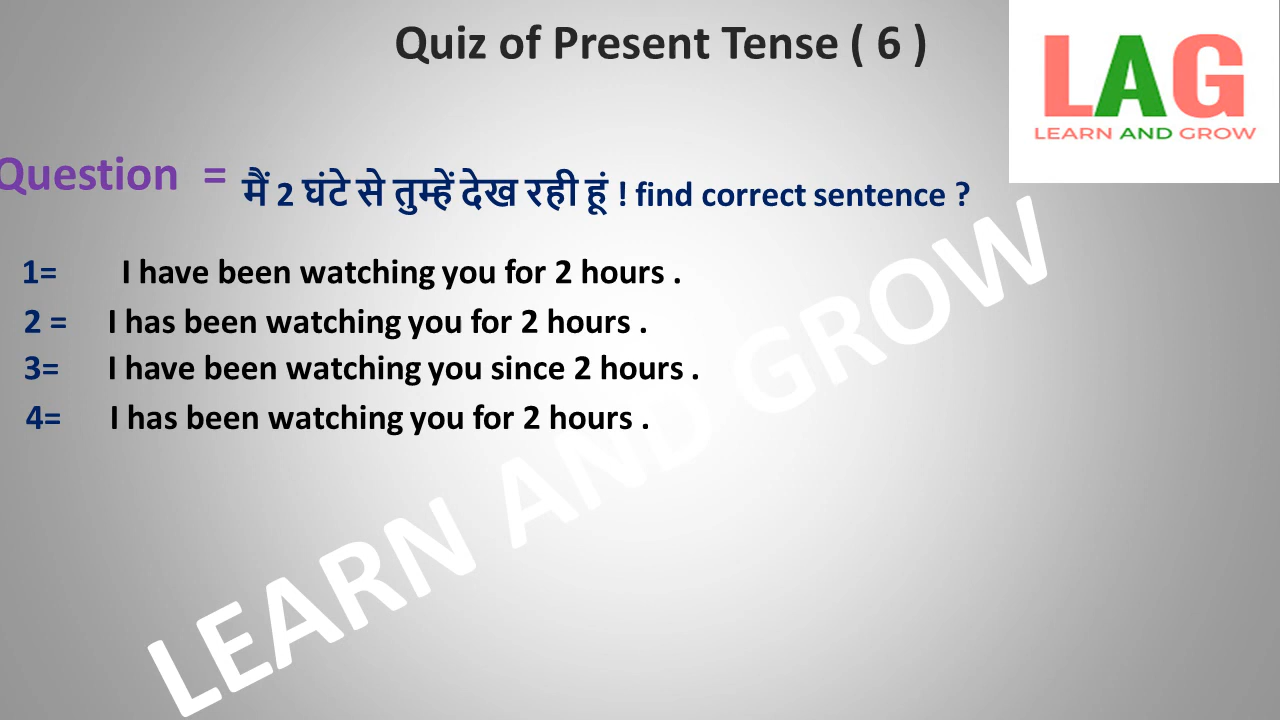 Quiz of Present Tense ( 6 )
LAG
LEARN AND GROW
Question = मैं 2 घंटे से तुम्हें देख रही हूं ! find correct sentence ?
1= I have been watching you for 2 hours .
2 = I has been watching you for 2 hours .
3= I have been watching you since 2 hours .
4= I has been watching you for 2 hours .
LEARN AND GROW